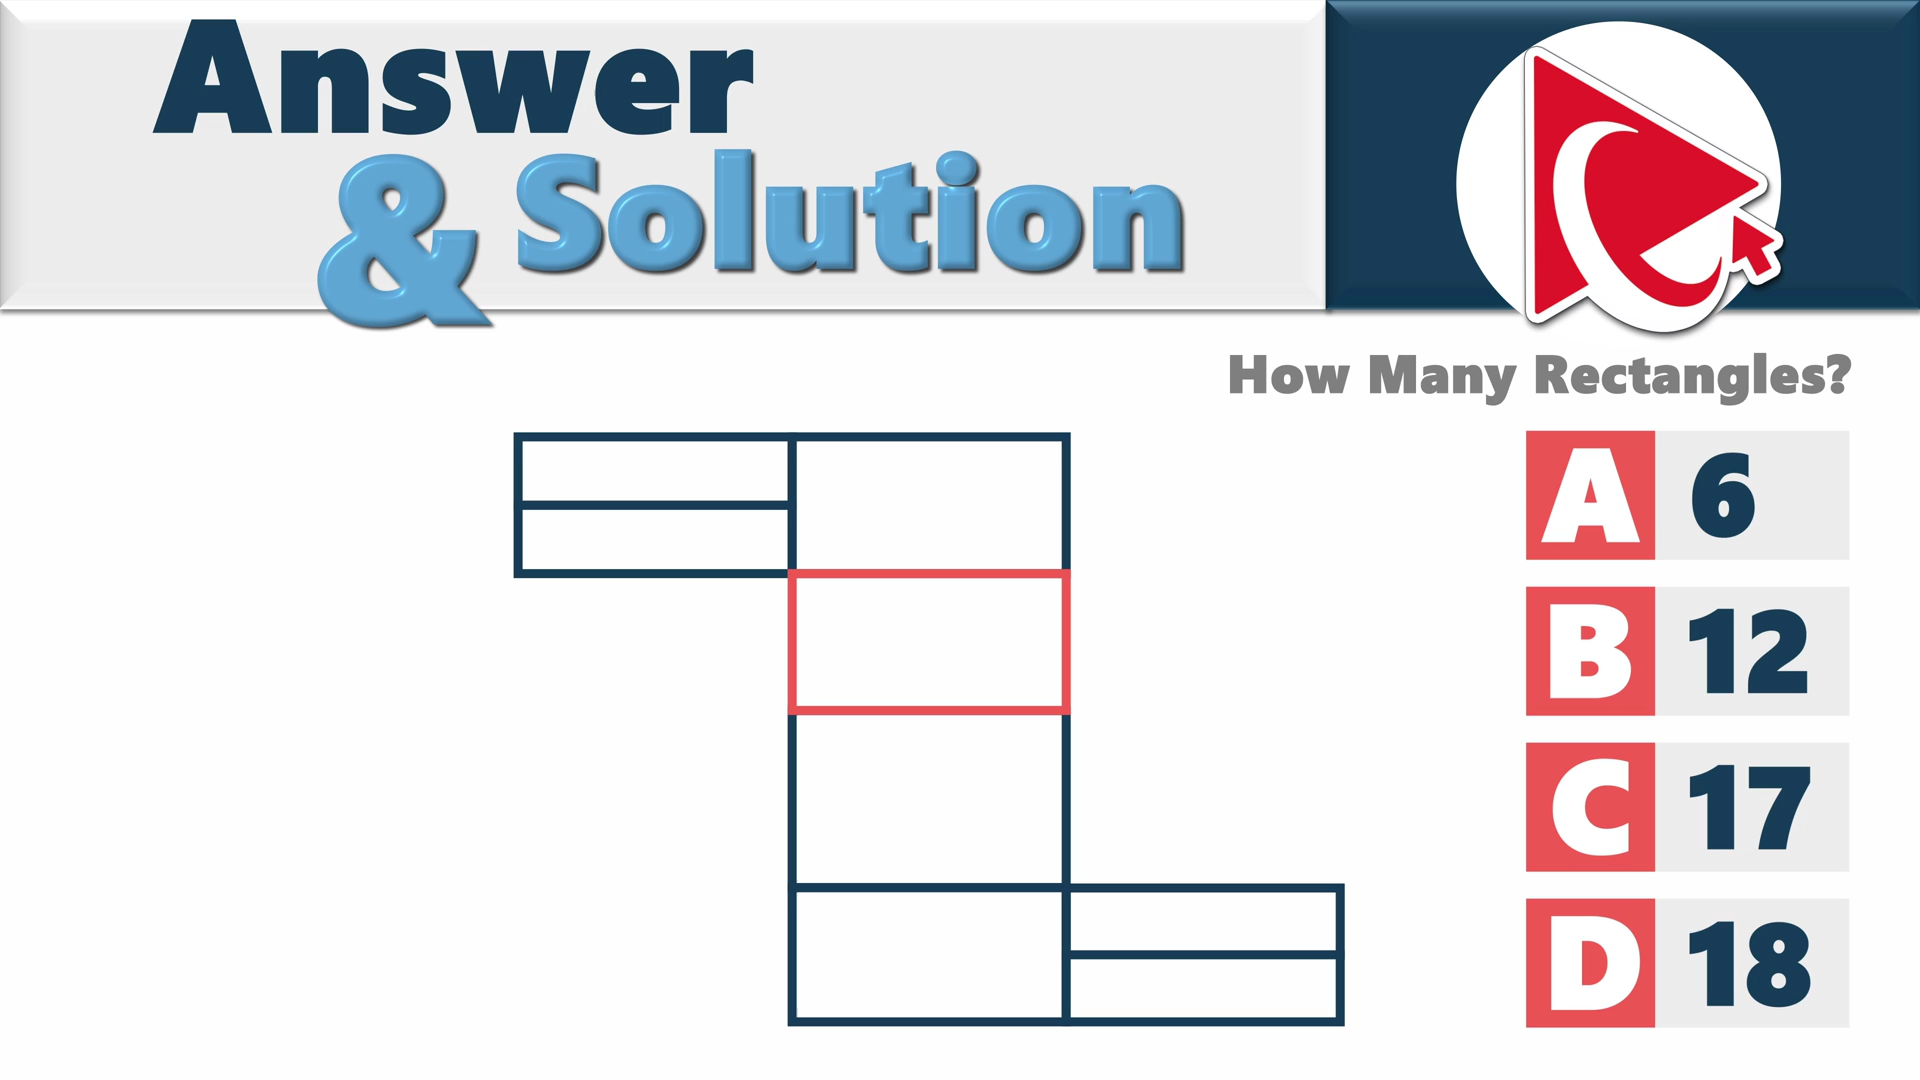 Answer
& Solution
How Many Rectangles?
A 6
B 12
C 17
D 18